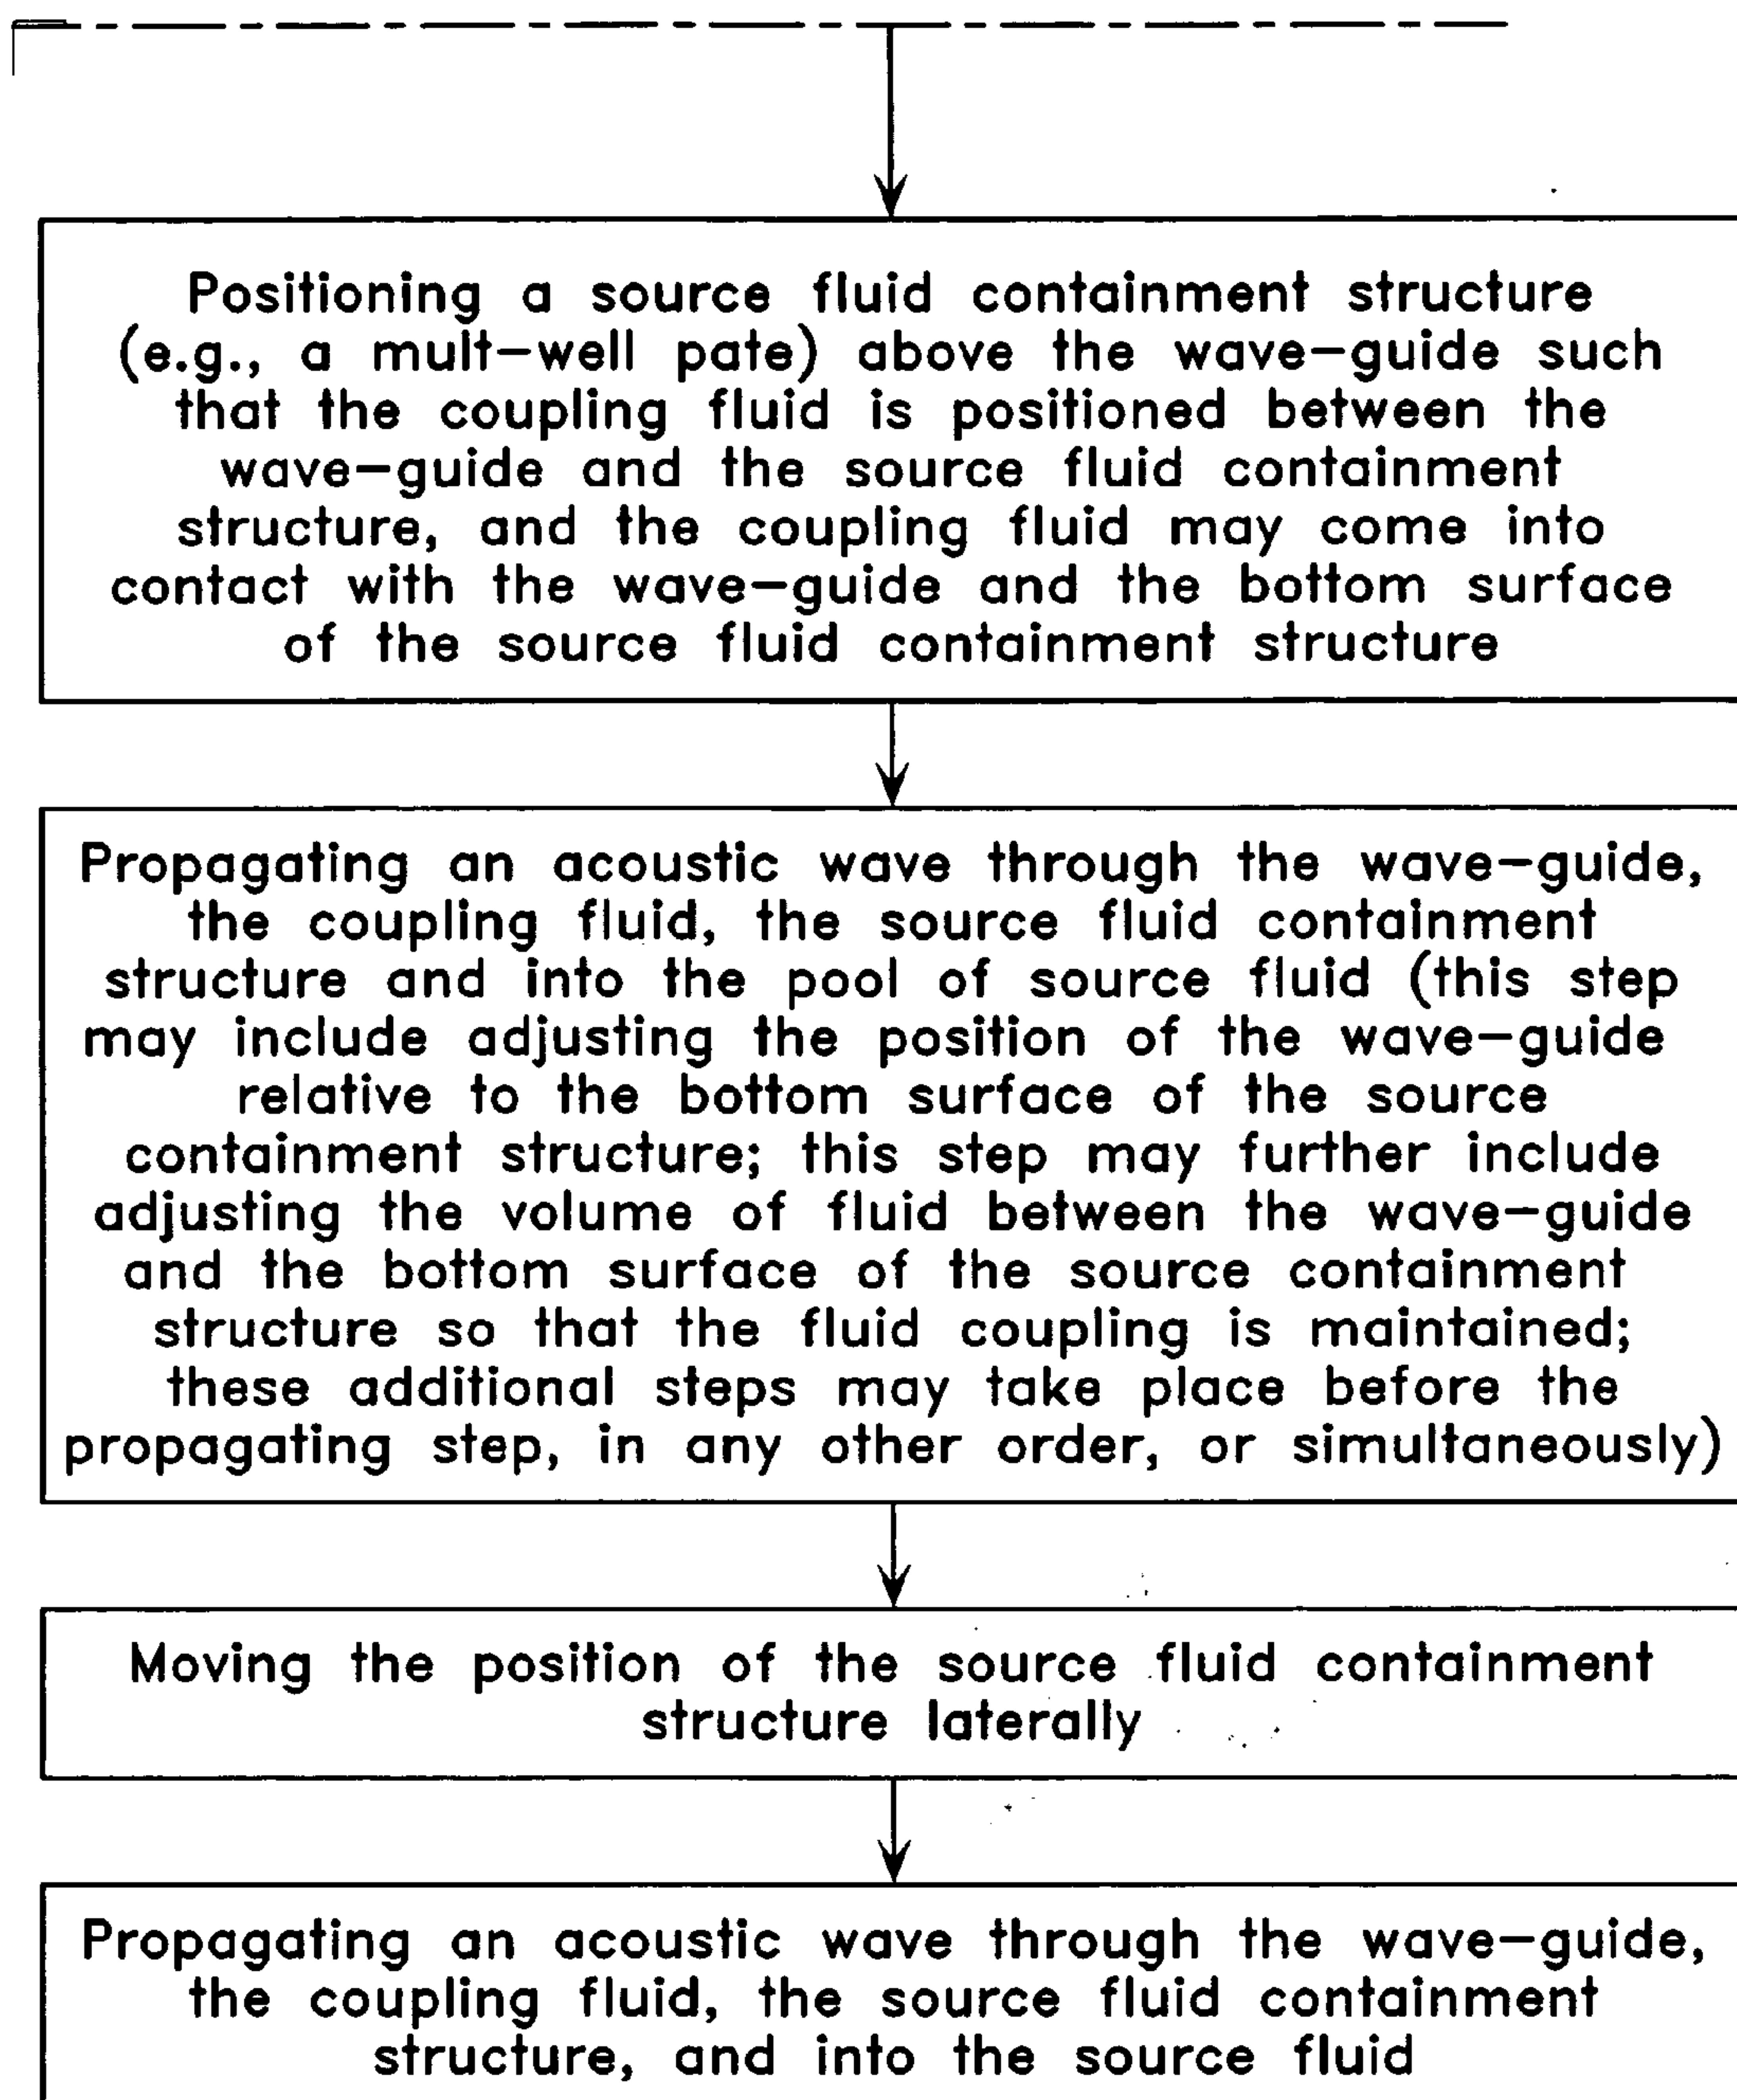 Positioning a source fluid containment structure
(e.g., a mult-well pate) above the wave-guide such
that the coupling fluid is positioned between the
wave-guide and the source fluid containment
structure, and the coupling fluid may come into
contact with the wave-guide and the bottom surface
of the source fluid containment structure
Propagating an acoustic wave through the wave-guide,
the coupling fluid, the source fluid containment
structure and into the pool of source fluid (this step
may include adjusting the position of the wave-guide
relative to the bottom surface of the source
containment structure; this step may further include
adjusting the volume of fluid between the wave-guide
and the bottom surface of the source containment
structure so that the fluid coupling is maintained;
these additional steps may take place before the
propagating step, in any other order, or simultaneously)
Moving the position of the source fluid containment
structure laterally
Propagating an acoustic wave through the wave-guide,
the coupling fluid, the source fluid containment
structure, and into the source fluid